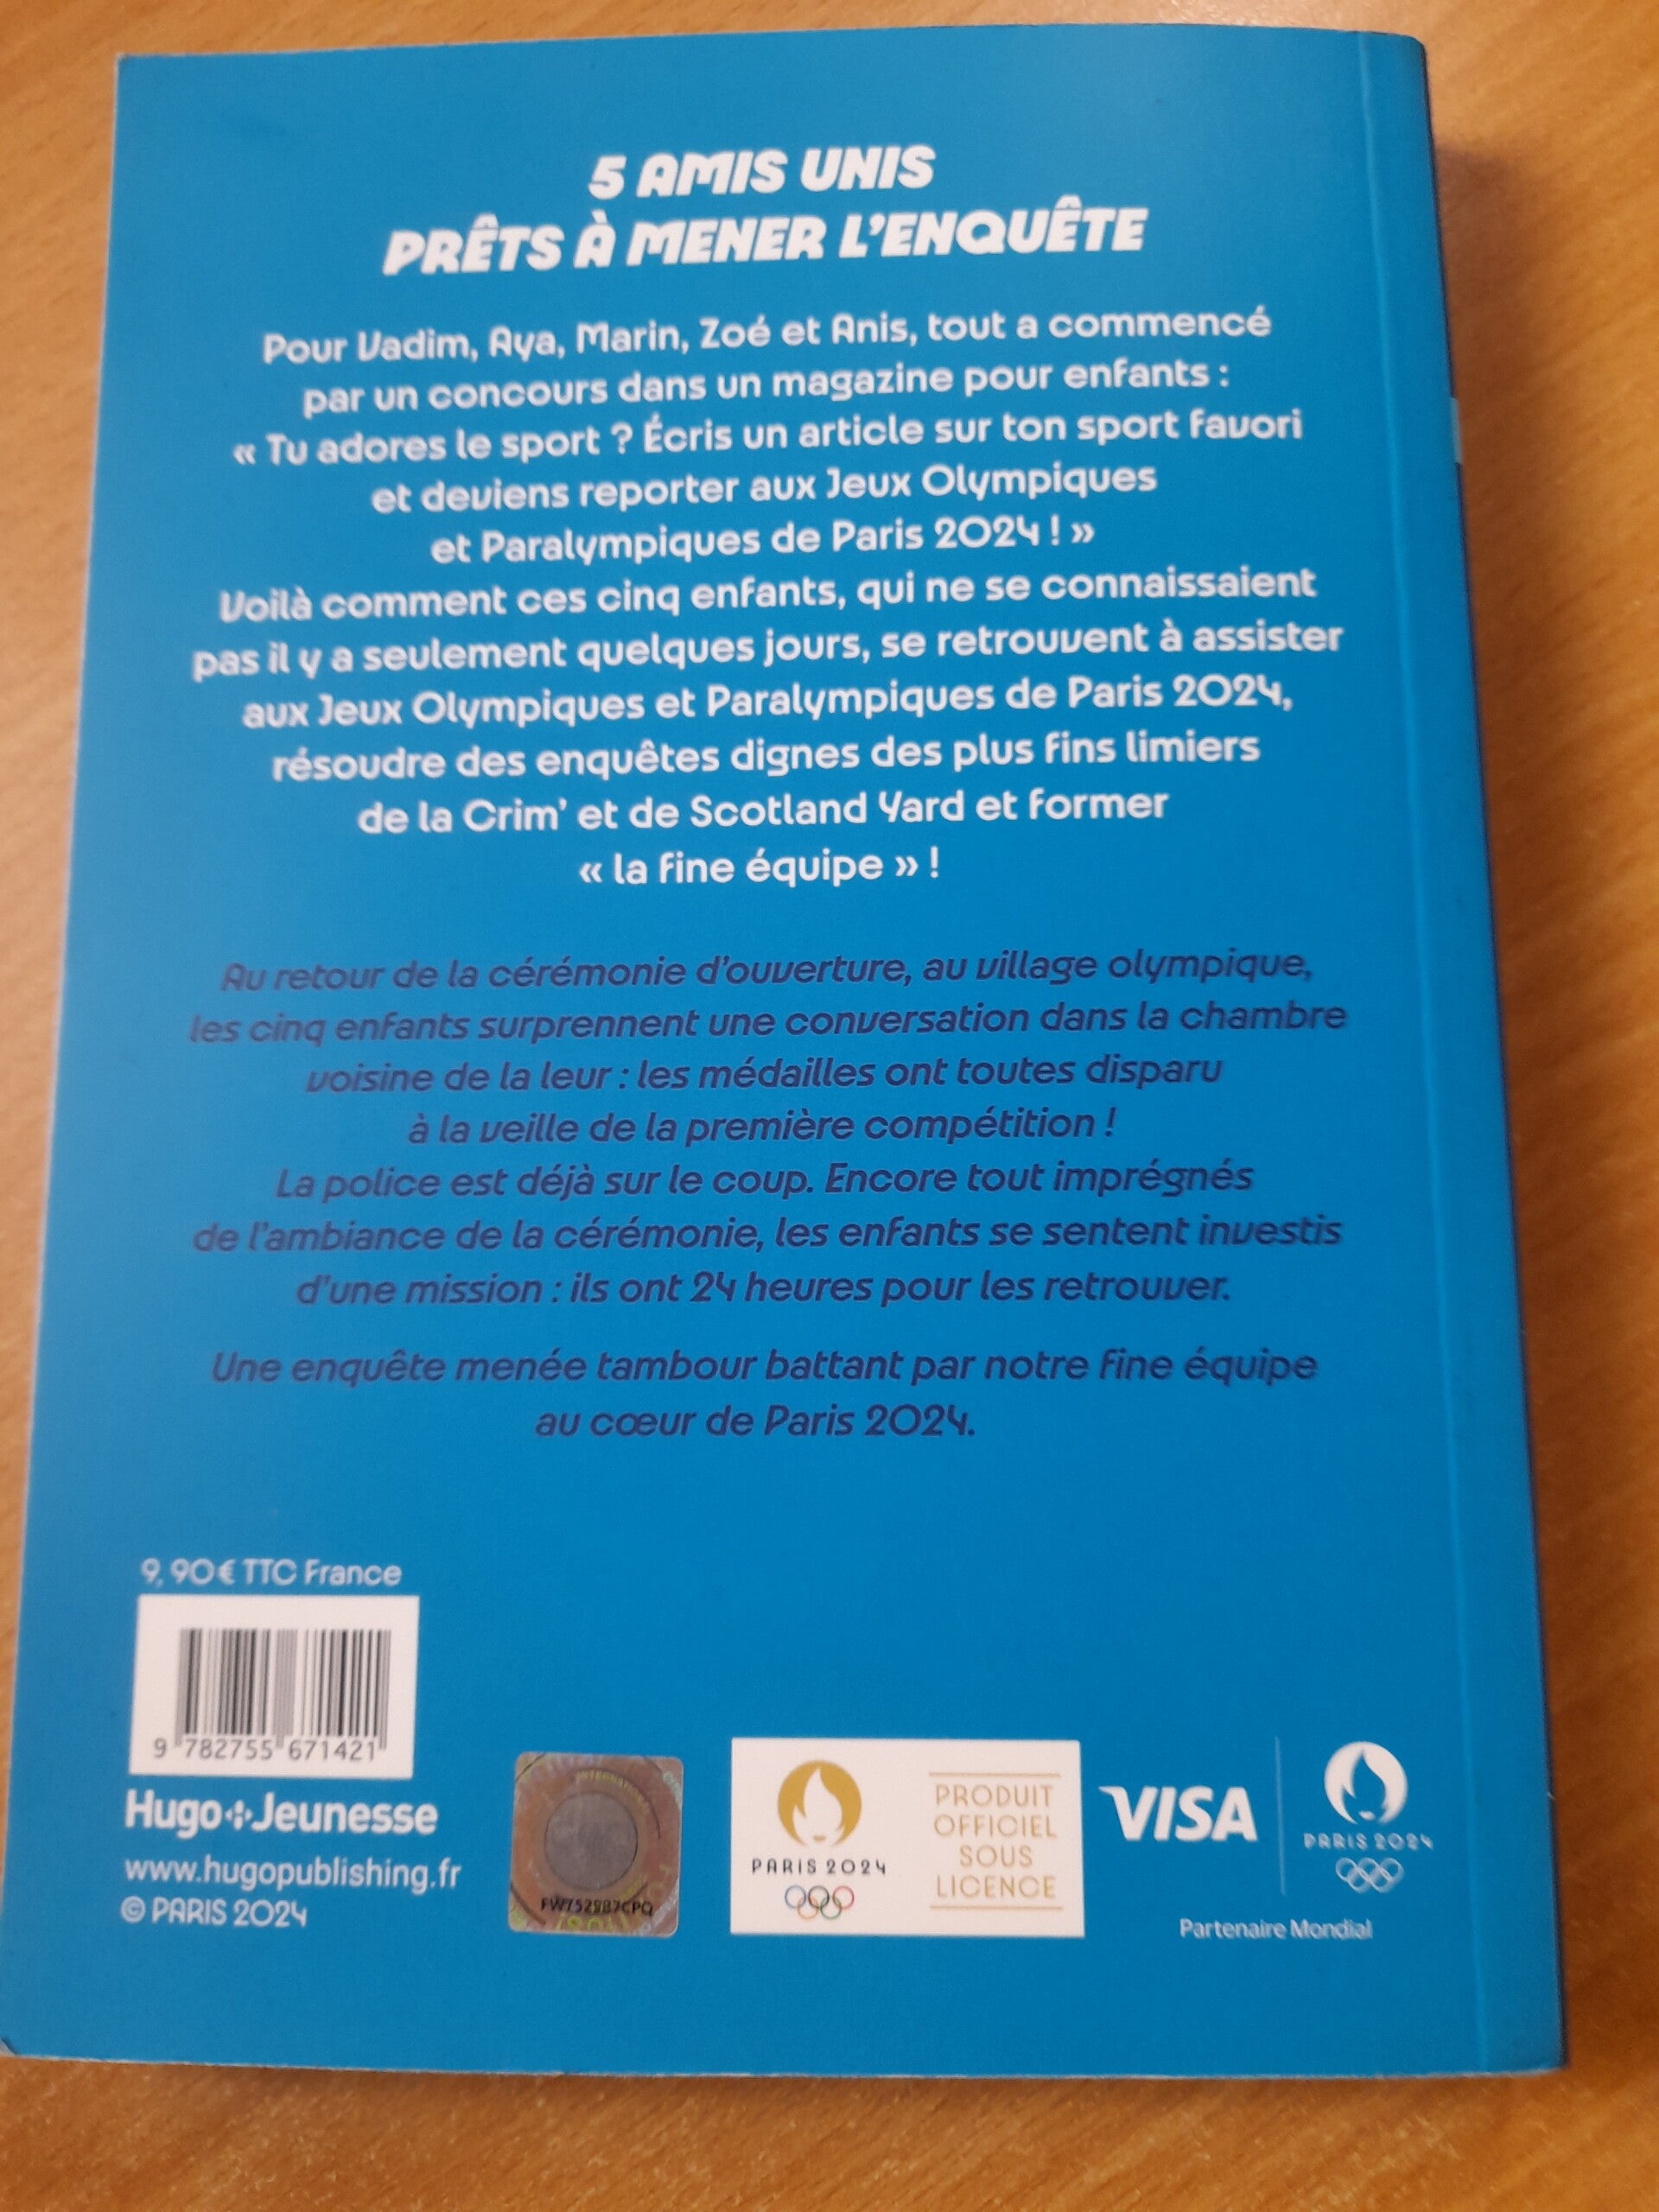 5 AMIS UNIS
PRÊTS À MENER L'ENQUÊTE
Pour Vadim, Aya, Marin, Zoé et Anis, tout a commencé
par un concours dans un magazine pour enfants :
« Tu adores le sport ? Écris un article sur ton sport favori
et deviens reporter aux Jeux Olympiques
et Paralympiques de Paris 2024 ! »
Voilà comment ces cinq enfants, qui ne se connaissaient
pas il y a seulement quelques jours, se retrouvent à assister
aux Jeux Olympiques et Paralympiques de Paris 2024,
résoudre des enquêtes dignes des plus fins limiers
de la Crim' et de Scotland Yard et former
« la fine équipe » !
Au retour de la cérémonie d'ouverture, au village olympique,
les cinq enfants surprennent une conversation dans la chambre
voisine de la leur : les médailles ont toutes disparu
à la veille de la première compétition !
La police est déjà sur le coup. Encore tout imprégnés
de l'ambiance de la cérémonie, les enfants se sentent investis
d'une mission : ils ont 24 heures pour les retrouver.
Une enquête menée tambour battant par notre fine équipe
au cœur de Paris 2024.
9, 90 € TTC France
9 782755 671421
Hugo Jeunesse
www.hugopublishing.fr
© PARIS 2024
PARIS 2024
PRODUIT
OFFICIEL
SOUS
LICENCE
VISA
PARIS 2024
Partenaire Mondial